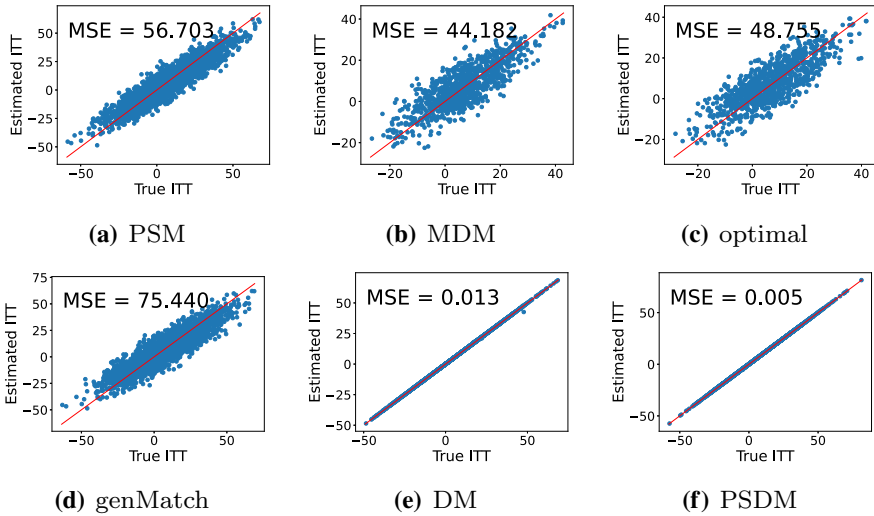 MSE = 56.703
Estimated ITT
50
25
0
−25
−50
−50
0
50
True ITT
(a) PSM
MSE = 44.182
Estimated ITT
40
20
0
−20
−20
0
20
40
True ITT
(b) MDM
MSE = 48.755
Estimated ITT
40
20
0
−20
−20
0
20
40
True ITT
(c) optimal
MSE = 75.440
Estimated ITT
75
50
25
0
−25
−50
−50
0
50
True ITT
(d) genMatch
MSE = 0.013
Estimated ITT
50
25
0
−25
−50
0
50
True ITT
(e) DM
MSE = 0.005
Estimated ITT
50
0
−50
−50
0
50
True ITT
(f) PSDM